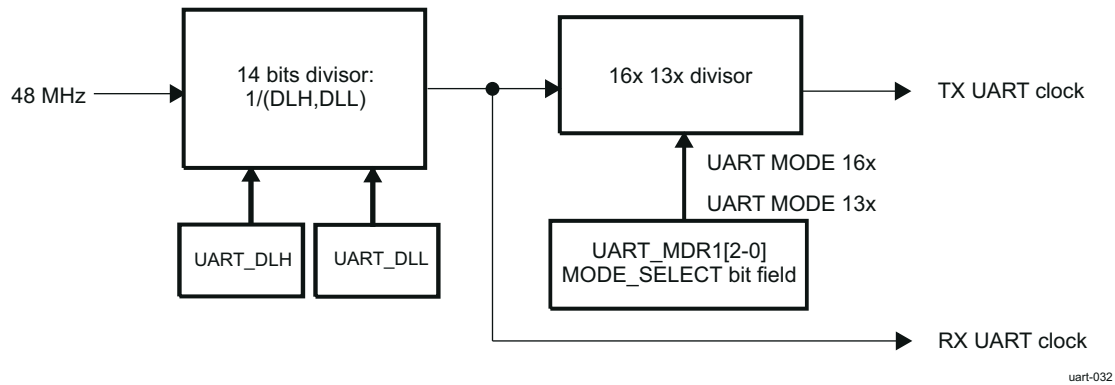 48 MHz
14 bits divisor:
1/(DLH,DLL)
16x 13x divisor
TX UART clock
UART MODE 16x
UART MODE 13x
UART_DLH
UART_DLL
UART_MDR1[2-0]
MODE_SELECT bit field
RX UART clock
uart-032